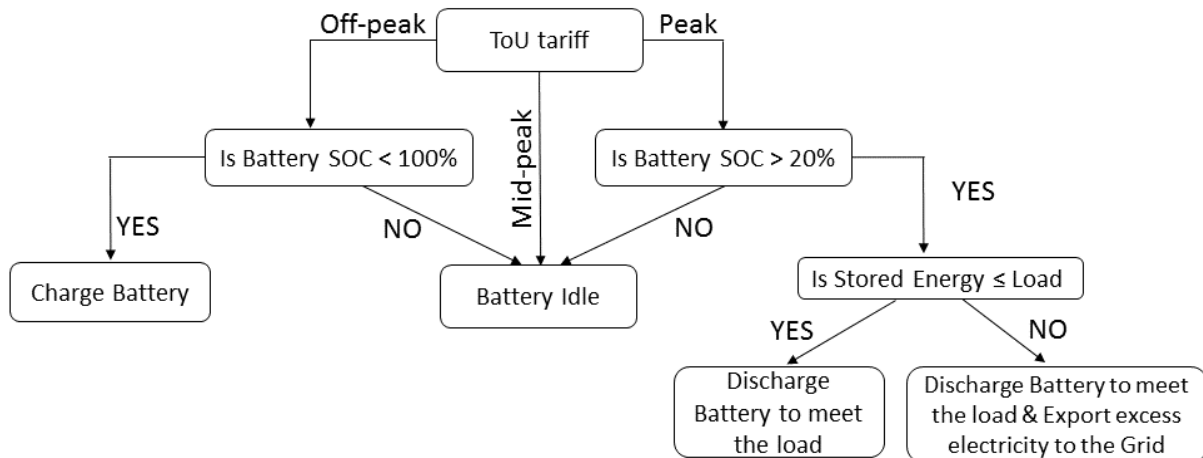 Off-peak
ToU tariff
Peak
Is Battery SOC < 100%
Mid-peak
Is Battery SOC > 20%
YES
NO
NO
YES
Charge Battery
Battery Idle
Is Stored Energy ≤ Load
YES
NO
Discharge
Battery to meet
the load
Discharge Battery to meet
the load & Export excess
electricity to the Grid